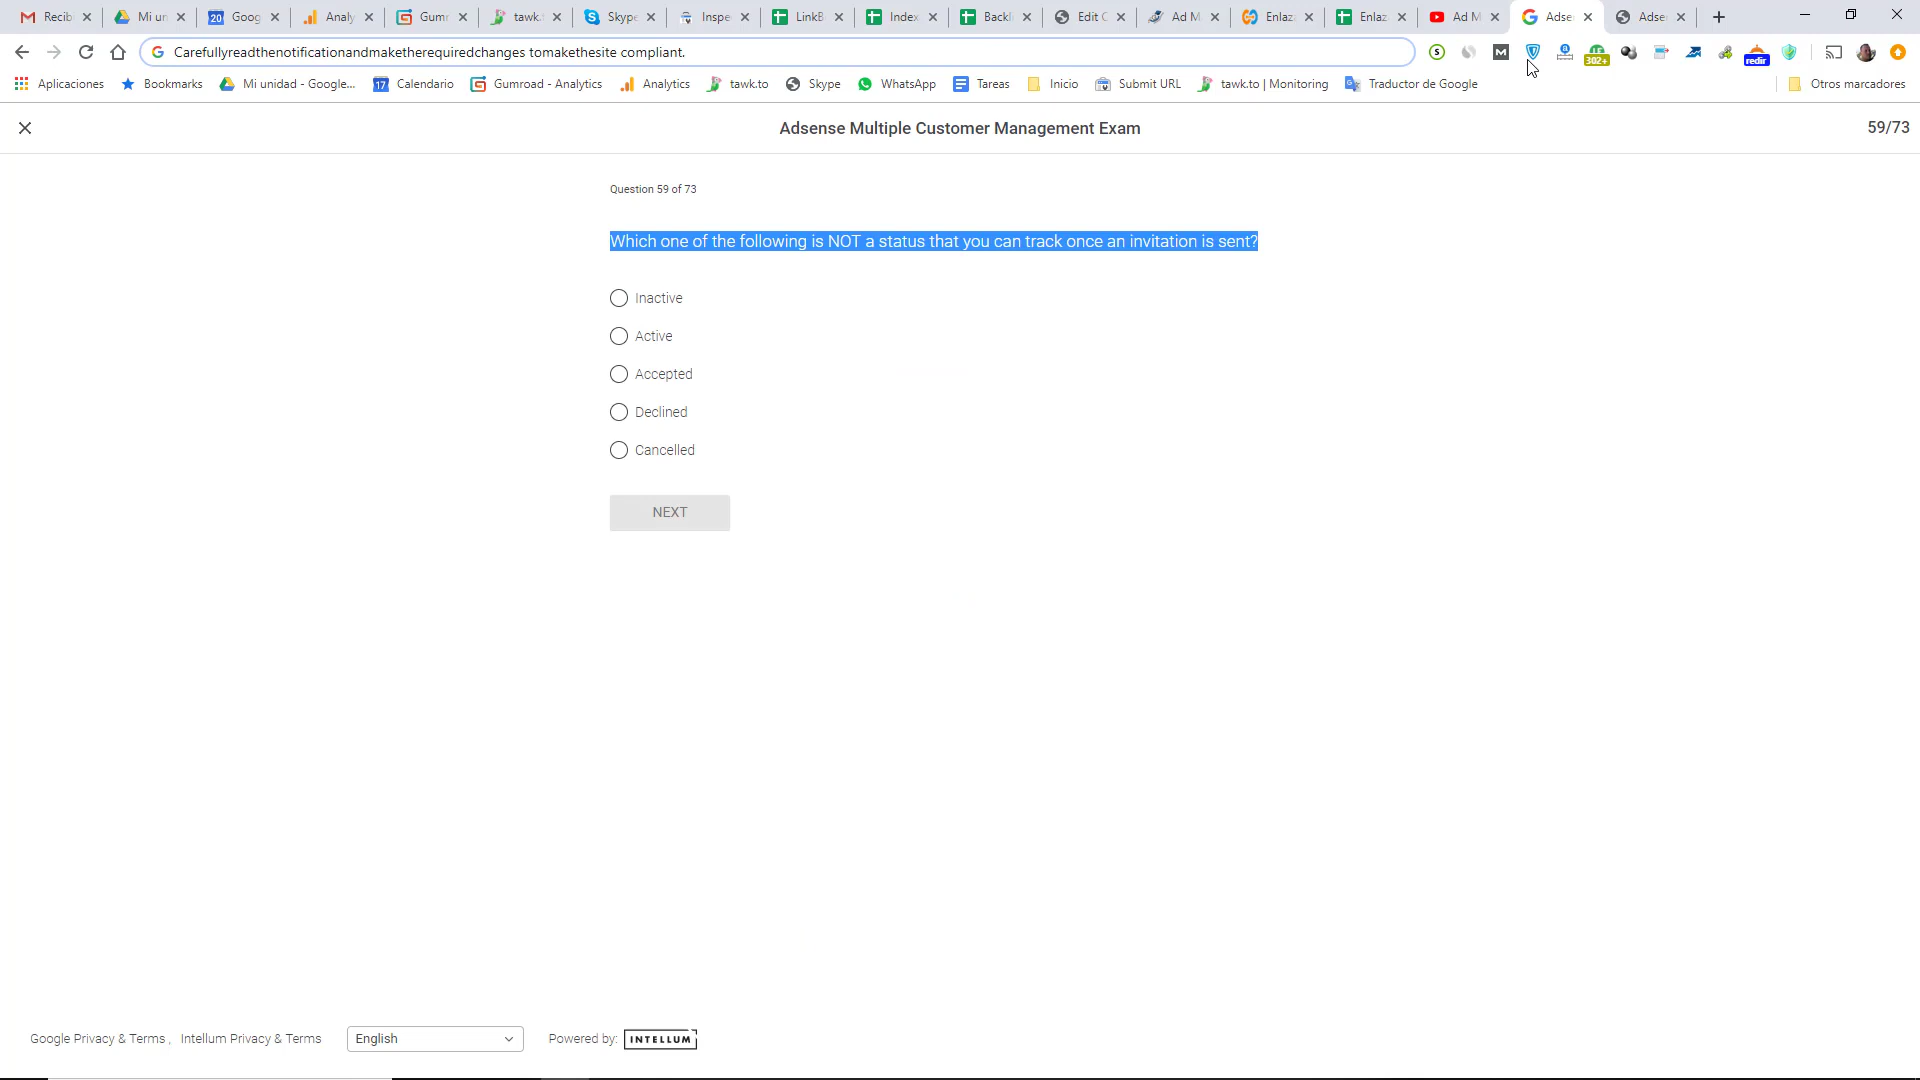 Recib Mi un Goog Analy Gumr tawk. Skype Inspe LinkB Index Backl Edit C Ad M Enlaz Enlaz Ad M Adse Adse
Carefullyreadthenotificationandmaketherequiredchanges tomakethesite compliant.
302+ redir
Aplicaciones Bookmarks Mi unidad - Google... Calendario Gumroad - Analytics Analytics tawk.to Skype WhatsApp Tareas Inicio Submit URL tawk.to | Monitoring Traductor de Google Otros marcadores
Adsense Multiple Customer Management Exam 59/73
Question 59 of 73
Which one of the following is NOT a status that you can track once an invitation is sent?
Inactive
Active
Accepted
Declined
Cancelled
NEXT
Google Privacy & Terms , Intellum Privacy & Terms English Powered by: INTELLUM